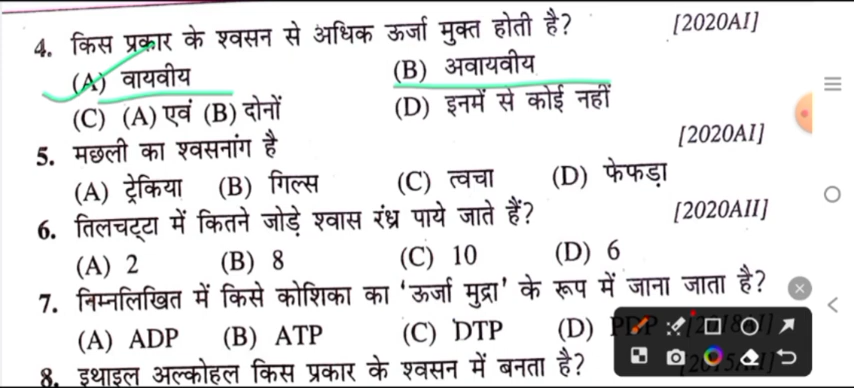 4. किस प्रकार के श्वसन से अधिक ऊर्जा मुक्त होती है? [2020AI]
(A) वायवीय (B) अवायवीय
(C) (A) एवं (B) दोनों (D) इनमें से कोई नहीं
5. मछली का श्वसनांग है [2020AI]
(A) ट्रेकिया (B) गिल्स (C) त्वचा (D) फेफड़ा
6. तिलचट्टा में कितने जोड़े श्वास रंध्र पाये जाते हैं? [2020AII]
(A) 2 (B) 8 (C) 10 (D) 6
7. निम्नलिखित में किसे कोशिका का 'ऊर्जा मुद्रा' के रूप में जाना जाता है?
(A) ADP (B) ATP (C) DTP (D) PDP
8. इथाइल अल्कोहल किस प्रकार के श्वसन में बनता है?